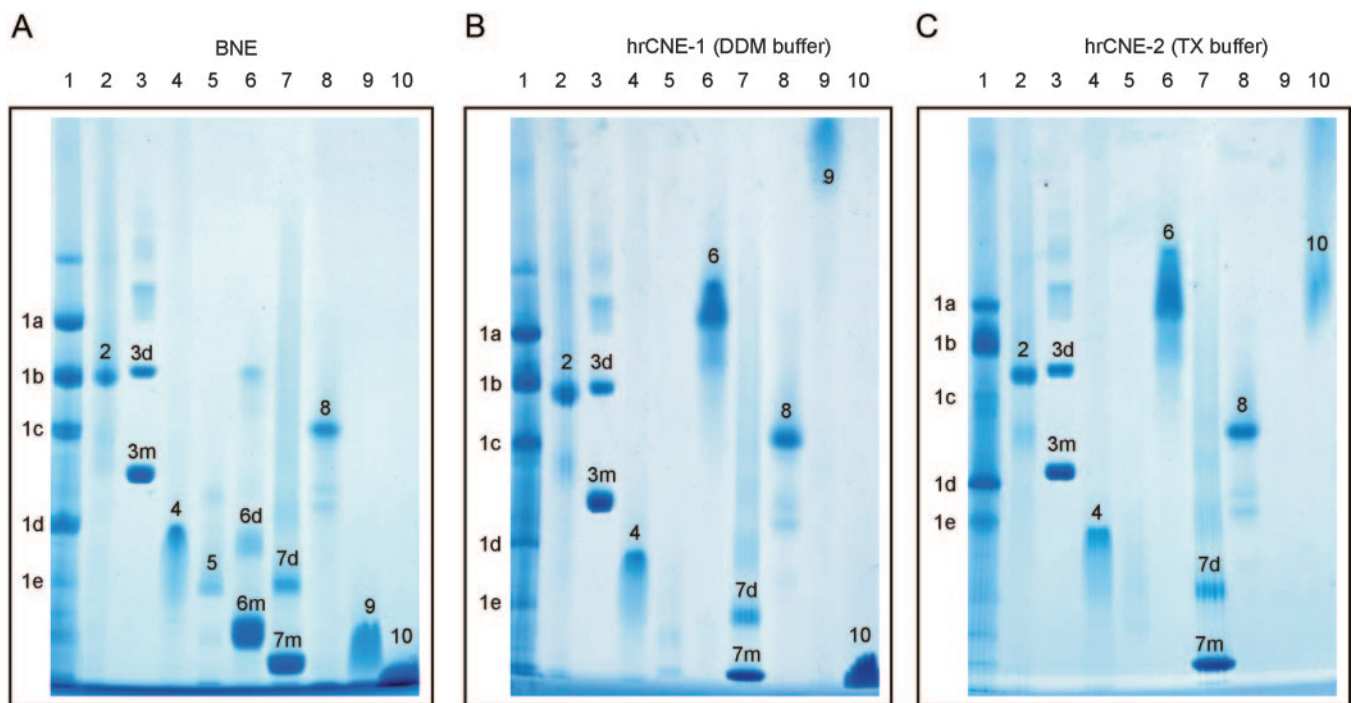 A
BNE
1 2 3 4 5 6 7 8 9 10
1a
1b
1c
1d
1e
2
3d
3m
4
5
6d
6m
7d
7m
8
9
10
B
hrCNE-1 (DDM buffer)
1 2 3 4 5 6 7 8 9 10
1a
1b
1c
1d
1e
2
3d
3m
4
6
7d
7m
8
9
10
C
hrCNE-2 (TX buffer)
1 2 3 4 5 6 7 8 9 10
1a
1b
1c
1d
1e
2
3d
3m
4
6
7d
7m
8
10